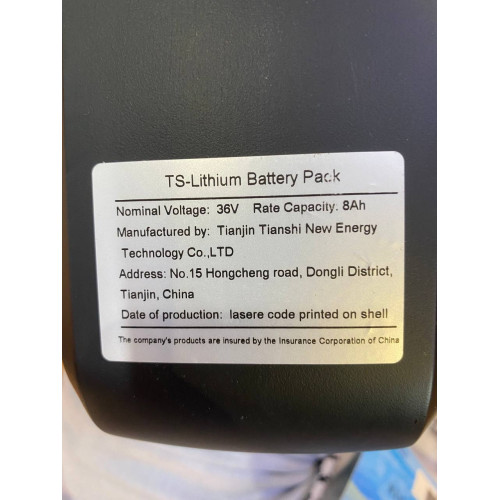 TS-Lithium Battery Pack
Nominal Voltage: 36V Rate Capacity: 8Ah
Manufactured by: Tianjin Tianshi New Energy
Technology Co.,LTD
Address: No.15 Hongcheng road, Dongli District,
Tianjin, China
Date of production: lasere code printed on shell
The company's products are insured by the Insurance Corporation of China